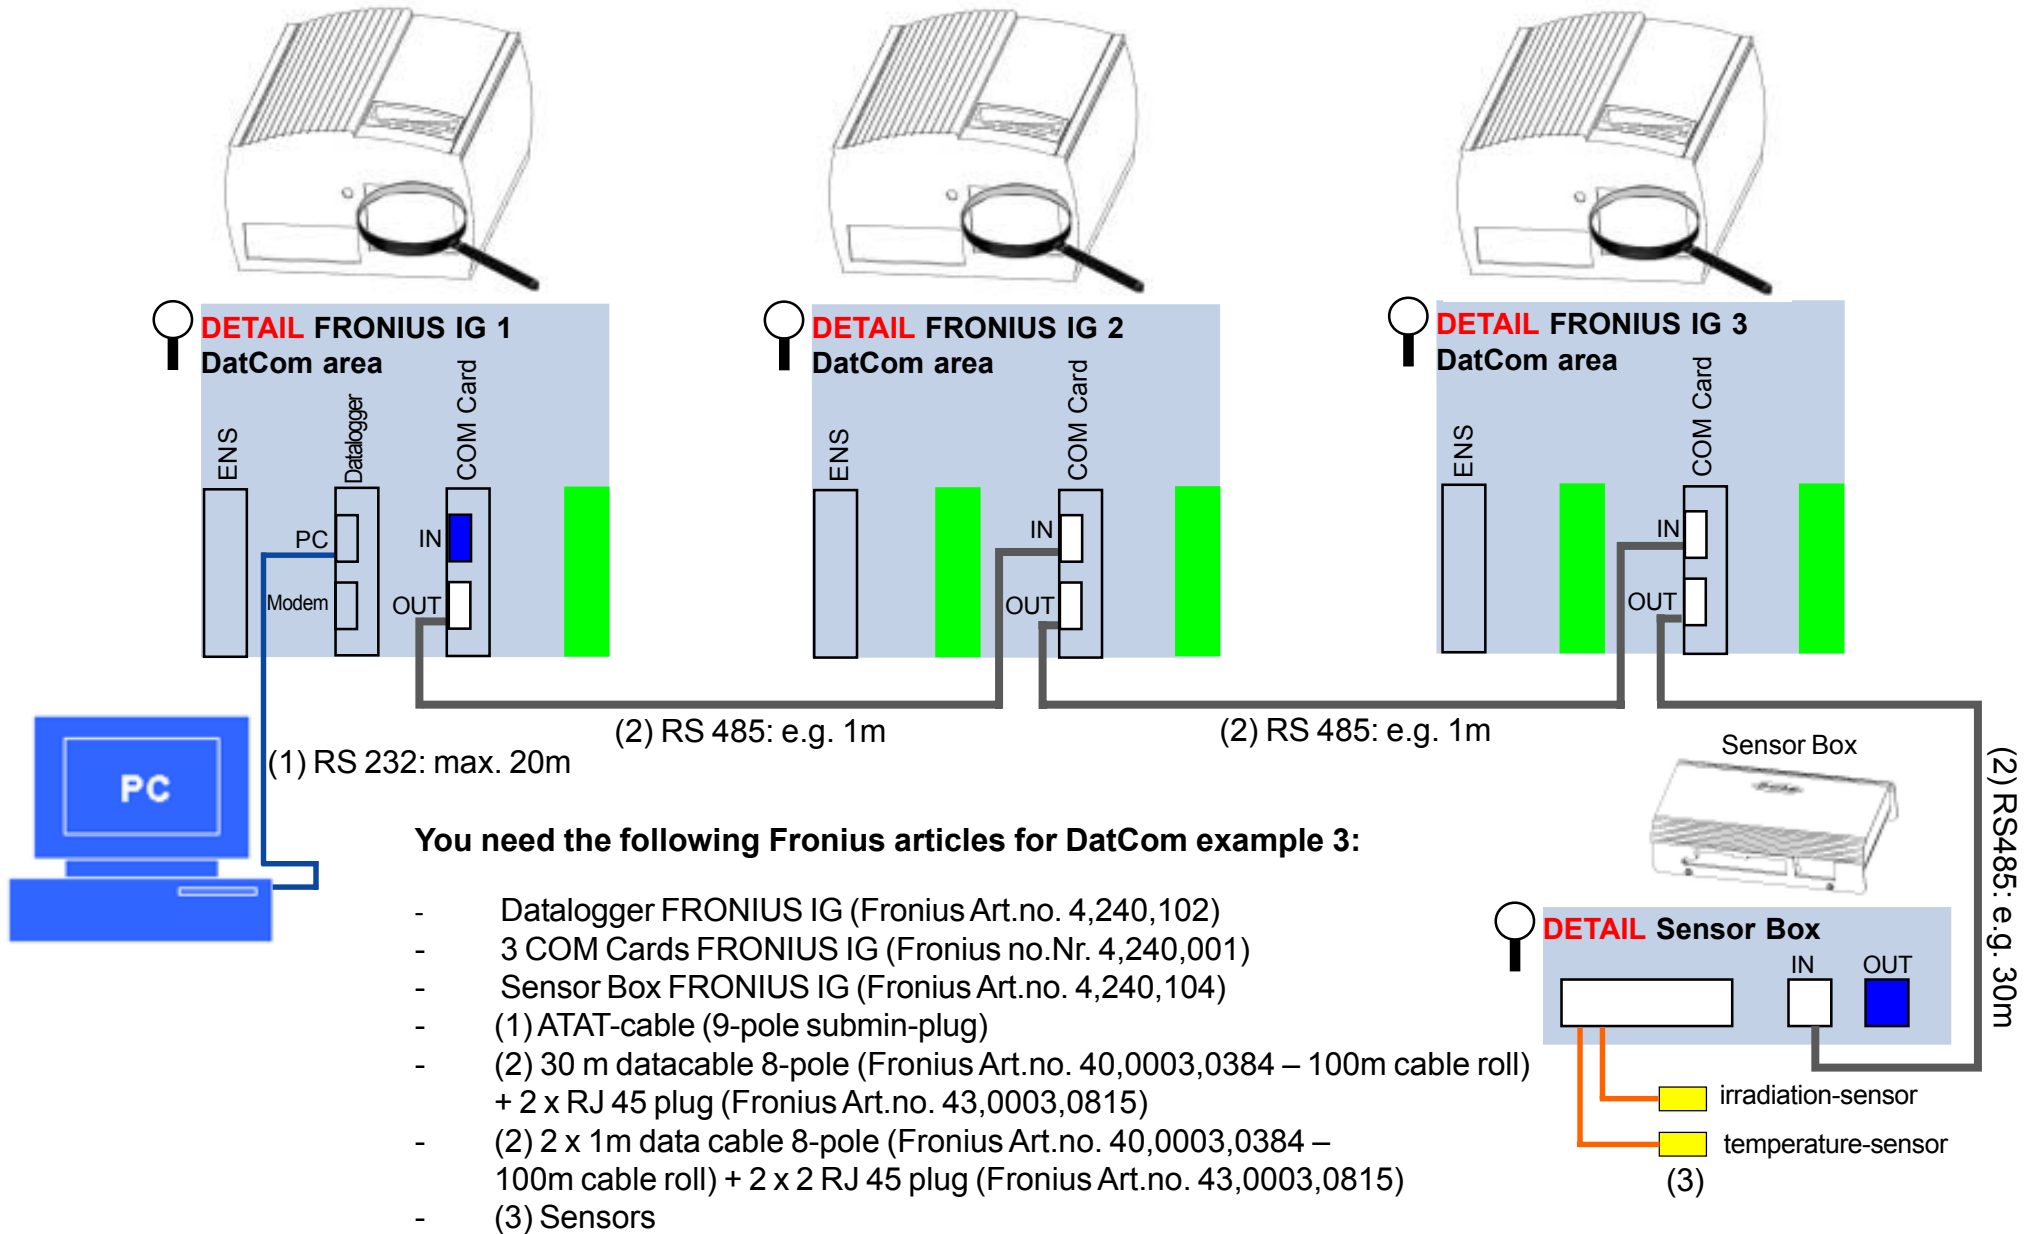 DETAIL FRONIUS IG 1
DatCom area
ENS
Datalogger
COM Card
PC
IN
Modem
OUT
DETAIL FRONIUS IG 2
DatCom area
ENS
COM Card
IN
OUT
DETAIL FRONIUS IG 3
DatCom area
ENS
COM Card
IN
OUT
(2) RS 485: e.g. 1m
(2) RS 485: e.g. 1m
(1) RS 232: max. 20m
PC
Sensor Box
(2) RS485: e.g. 30m
You need the following Fronius articles for DatCom example 3:
- Datalogger FRONIUS IG (Fronius Art.no. 4,240,102)
- 3 COM Cards FRONIUS IG (Fronius no.Nr. 4,240,001)
- Sensor Box FRONIUS IG (Fronius Art.no. 4,240,104)
- (1) ATAT-cable (9-pole submin-plug)
- (2) 30 m datacable 8-pole (Fronius Art.no. 40,0003,0384 – 100m cable roll)
+ 2 x RJ 45 plug (Fronius Art.no. 43,0003,0815)
- (2) 2 x 1m data cable 8-pole (Fronius Art.no. 40,0003,0384 –
100m cable roll) + 2 x 2 RJ 45 plug (Fronius Art.no. 43,0003,0815)
- (3) Sensors
DETAIL Sensor Box
IN OUT
irradiation-sensor
temperature-sensor
(3)